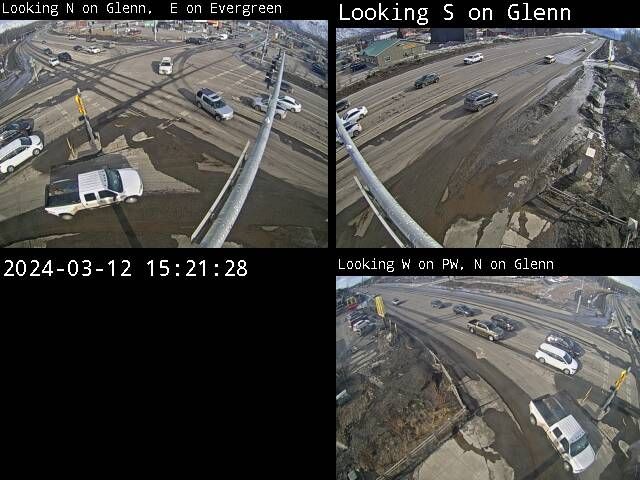 Looking N on Glenn, E on Evergreen
Looking S on Glenn
2024-03-12 15:21:28
Looking W on PW, N on Glenn